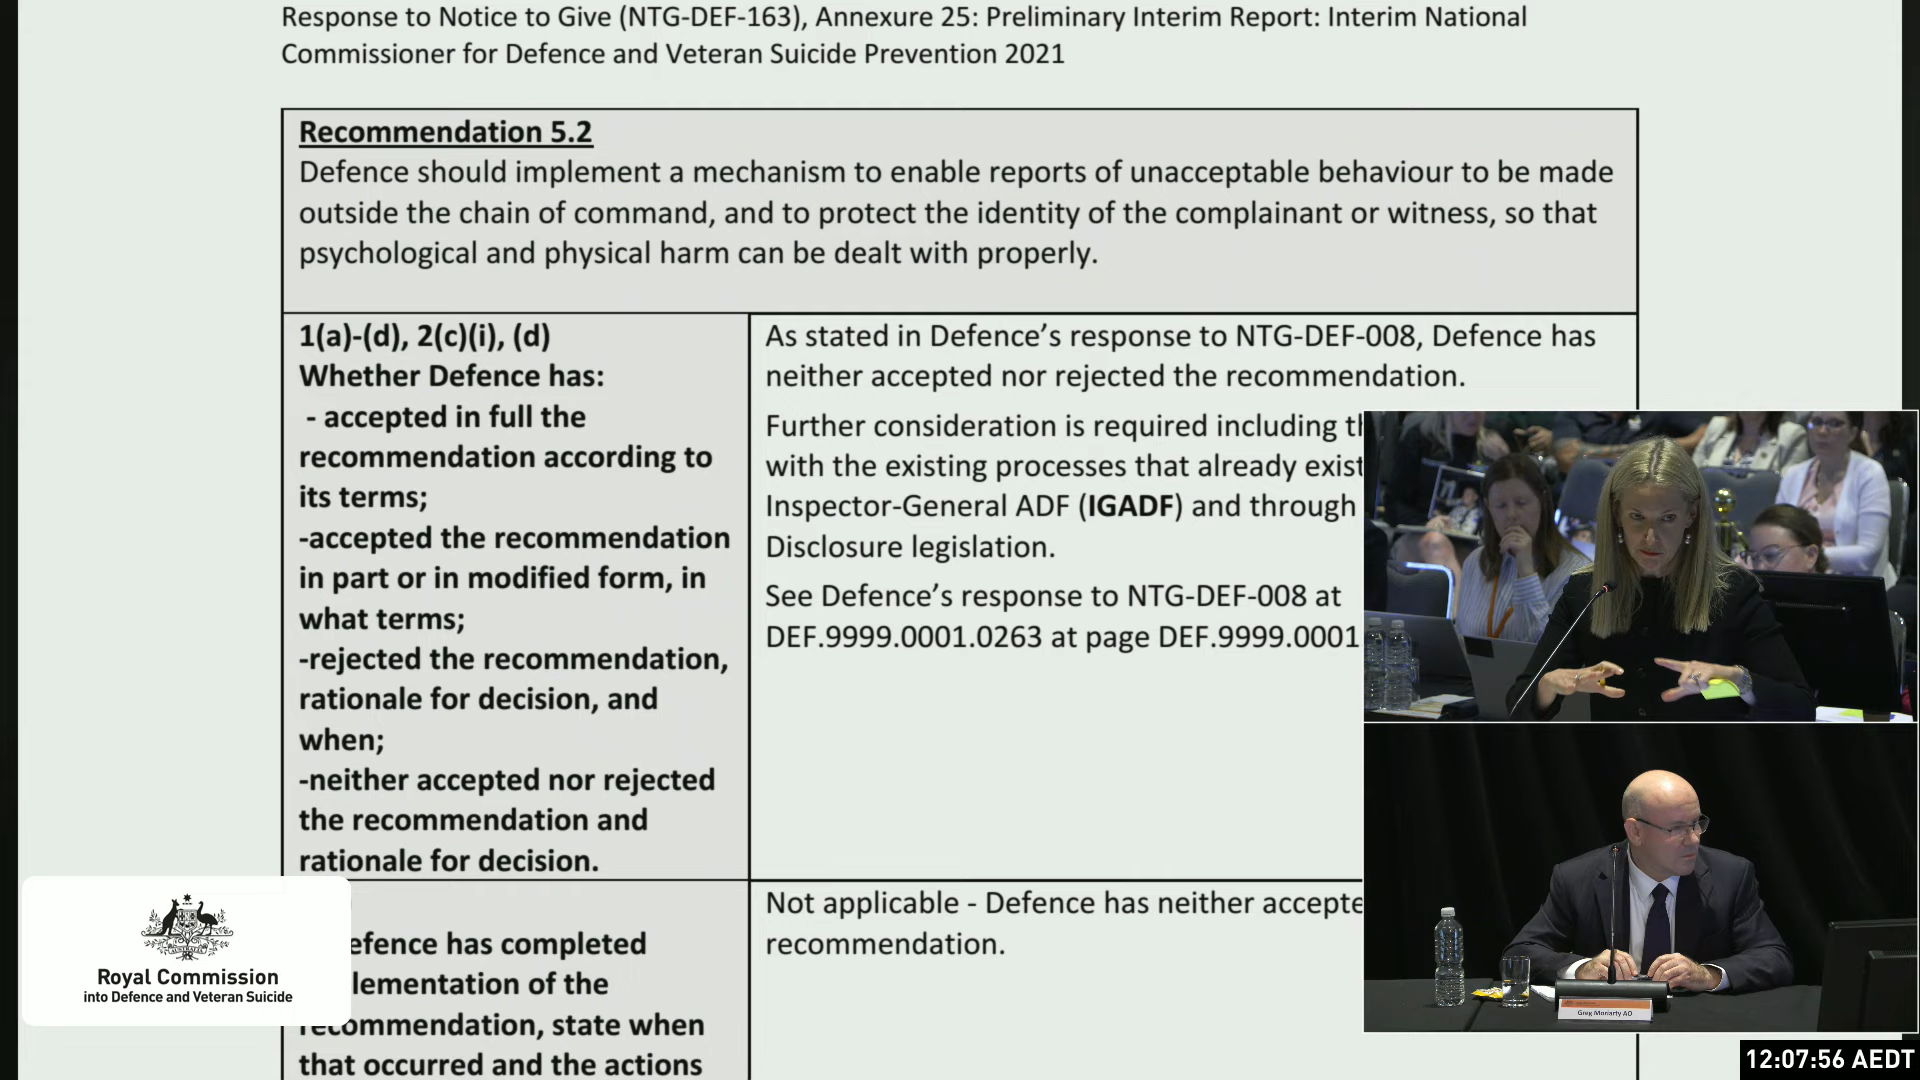 Response to Notice to Give (NTG-DEF-163), Annexure 25: Preliminary Interim Report: Interim National
Commissioner for Defence and Veteran Suicide Prevention 2021
Recommendation 5.2
Defence should implement a mechanism to enable reports of unacceptable behaviour to be made
outside the chain of command, and to protect the identity of the complainant or witness, so that
psychological and physical harm can be dealt with properly.
1(a)-(d), 2(c)(i), (d)
Whether Defence has:
- accepted in full the
recommendation according to
its terms;
-accepted the recommendation
in part or in modified form, in
what terms;
-rejected the recommendation,
rationale for decision, and
when;
-neither accepted nor rejected
the recommendation and
rationale for decision.
As stated in Defence’s response to NTG-DEF-008, Defence has
neither accepted nor rejected the recommendation.
Further consideration is required including
with the existing processes that already exist
Inspector-General ADF (IGADF) and through
Disclosure legislation.
See Defence’s response to NTG-DEF-008 at
DEF.9999.0001.0263 at page DEF.9999.0001
efence has completed
lementation of the
recommendation, state when
that occurred and the actions
Not applicable - Defence has neither accepte
recommendation.
AUSTRALIA
Royal Commission
into Defence and Veteran Suicide
Greg Moriarty AO
12:07:56 AEDT